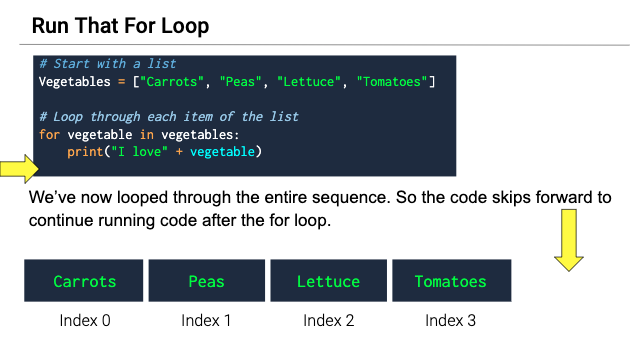 Run That For Loop
# Start with a list
Vegetables = ["Carrots", "Peas", "Lettuce", "Tomatoes"]
# Loop through each item of the list
for vegetable in vegetables:
    print("I love" + vegetable)
We’ve now looped through the entire sequence. So the code skips forward to
continue running code after the for loop.
Carrots Peas Lettuce Tomatoes
Index 0 Index 1 Index 2 Index 3